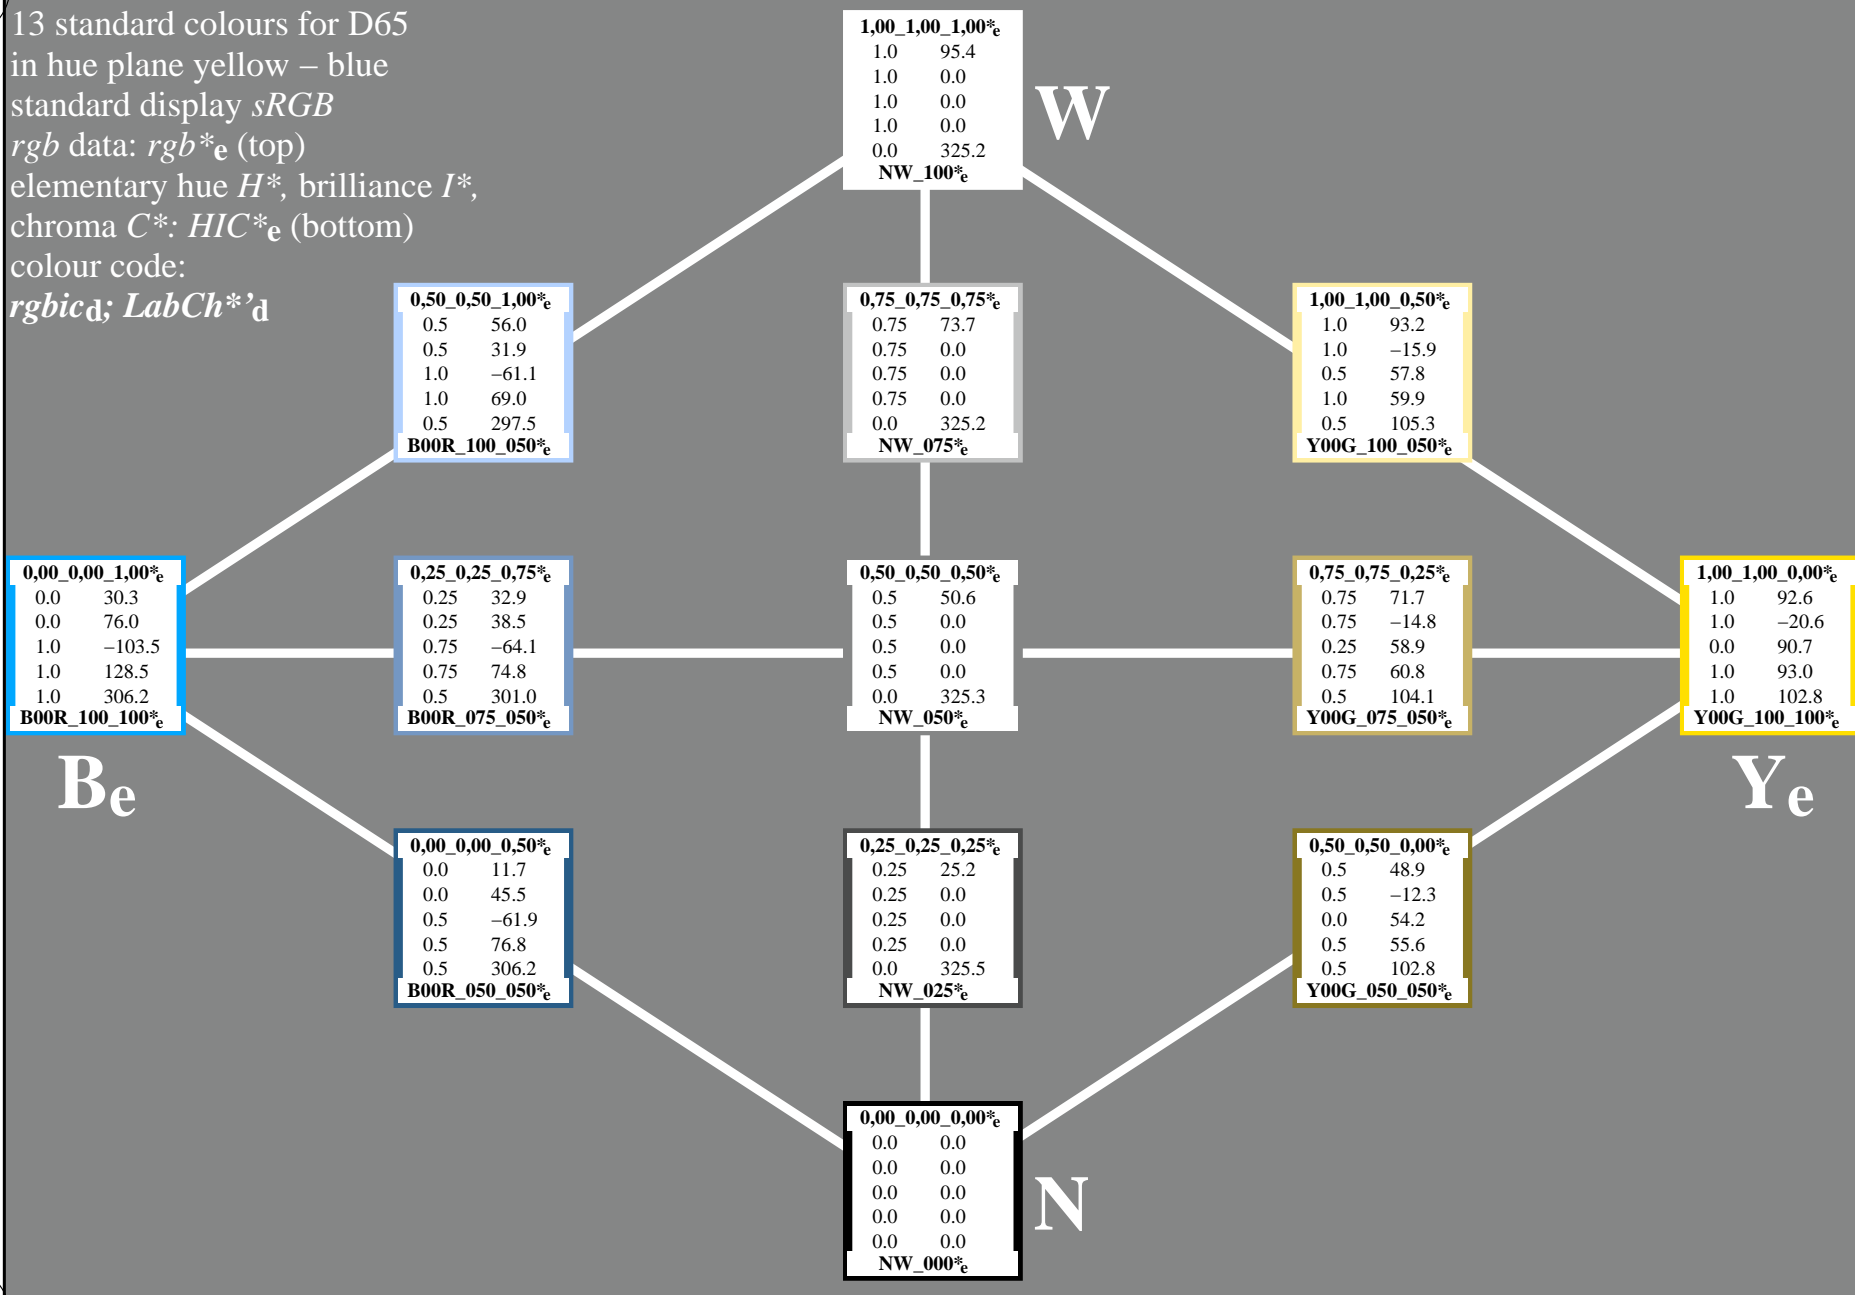 13 standard colours for D65
in hue plane yellow – blue
standard display sRGB
rgb data: rgb*e (top)
elementary hue H*, brilliance I*,
chroma C*: HIC*e (bottom)
colour code:
rgbicd; LabCh*’d
1,00_1,00_1,00*e
1.0 95.4
1.0 0.0
1.0 0.0
1.0 0.0
0.0 325.2
NW_100*e
W
0,50_0,50_1,00*e
0.5 56.0
0.5 31.9
1.0 −61.1
1.0 69.0
0.5 297.5
B00R_100_050*e
0,75_0,75_0,75*e
0.75 73.7
0.75 0.0
0.75 0.0
0.75 0.0
0.0 325.2
NW_075*e
1,00_1,00_0,50*e
1.0 93.2
1.0 −15.9
0.5 57.8
1.0 59.9
0.5 105.3
Y00G_100_050*e
0,00_0,00_1,00*e
0.0 30.3
0.0 76.0
1.0 −103.5
1.0 128.5
1.0 306.2
B00R_100_100*e
Be
0,25_0,25_0,75*e
0.25 32.9
0.25 38.5
0.75 −64.1
0.75 74.8
0.5 301.0
B00R_075_050*e
0,50_0,50_0,50*e
0.5 50.6
0.5 0.0
0.5 0.0
0.5 0.0
0.0 325.3
NW_050*e
0,75_0,75_0,25*e
0.75 71.7
0.75 −14.8
0.25 58.9
0.75 60.8
0.5 104.1
Y00G_075_050*e
1,00_1,00_0,00*e
1.0 92.6
1.0 −20.6
0.0 90.7
1.0 93.0
1.0 102.8
Y00G_100_100*e
Ye
0,00_0,00_0,50*e
0.0 11.7
0.0 45.5
0.5 −61.9
0.5 76.8
0.5 306.2
B00R_050_050*e
0,25_0,25_0,25*e
0.25 25.2
0.25 0.0
0.25 0.0
0.25 0.0
0.0 325.5
NW_025*e
0,50_0,50_0,00*e
0.5 48.9
0.5 −12.3
0.0 54.2
0.5 55.6
0.5 102.8
Y00G_050_050*e
0,00_0,00_0,00*e
0.0 0.0
0.0 0.0
0.0 0.0
0.0 0.0
0.0 0.0
NW_000*e
N